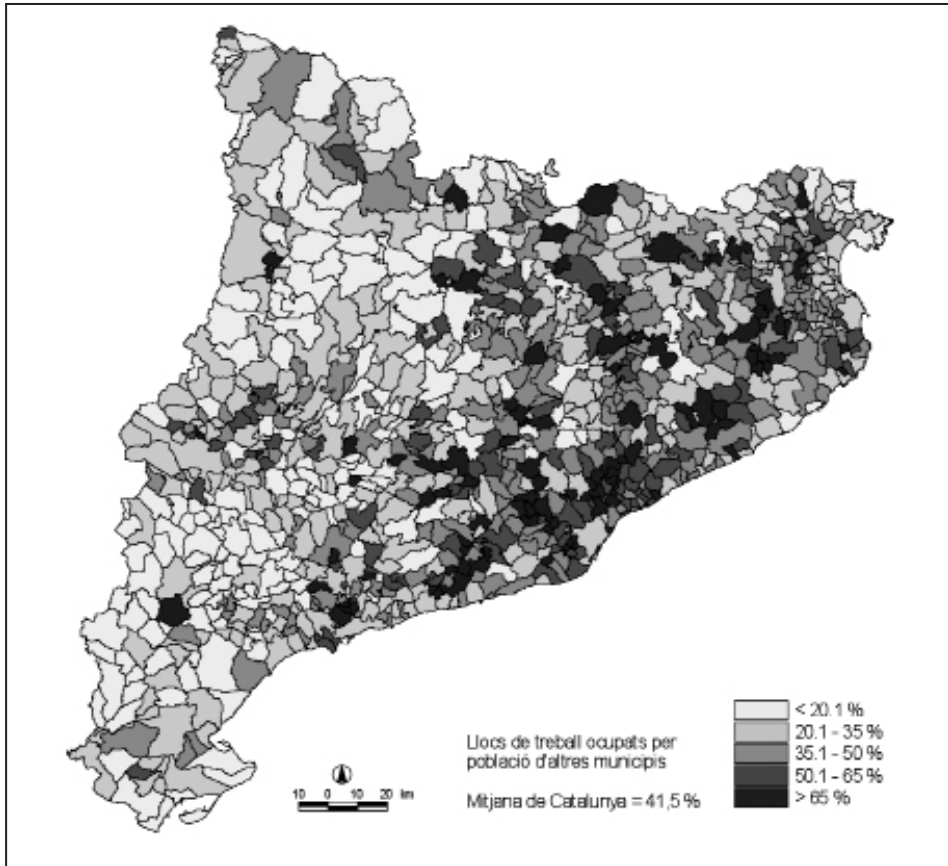 Llocs de treball ocupats per
població d'altres municipis
Mitjana de Catalunya = 41,5 %
< 20.1 %
20.1 - 35 %
35.1 - 50 %
50.1 - 65 %
> 65 %
10 0 10 20 km